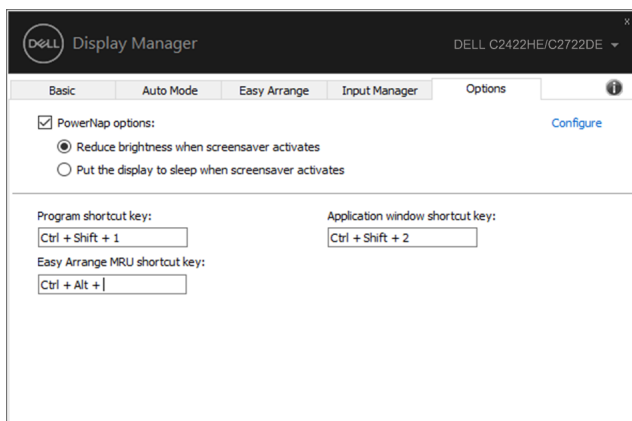 x
DELL Display Manager DELL C2422HE/C2722DE
Basic Auto Mode Easy Arrange Input Manager Options
PowerNap options: Configure
Reduce brightness when screensaver activates
Put the display to sleep when screensaver activates
Program shortcut key: Application window shortcut key:
Ctrl + Shift + 1 Ctrl + Shift + 2
Easy Arrange MRU shortcut key:
Ctrl + Alt +